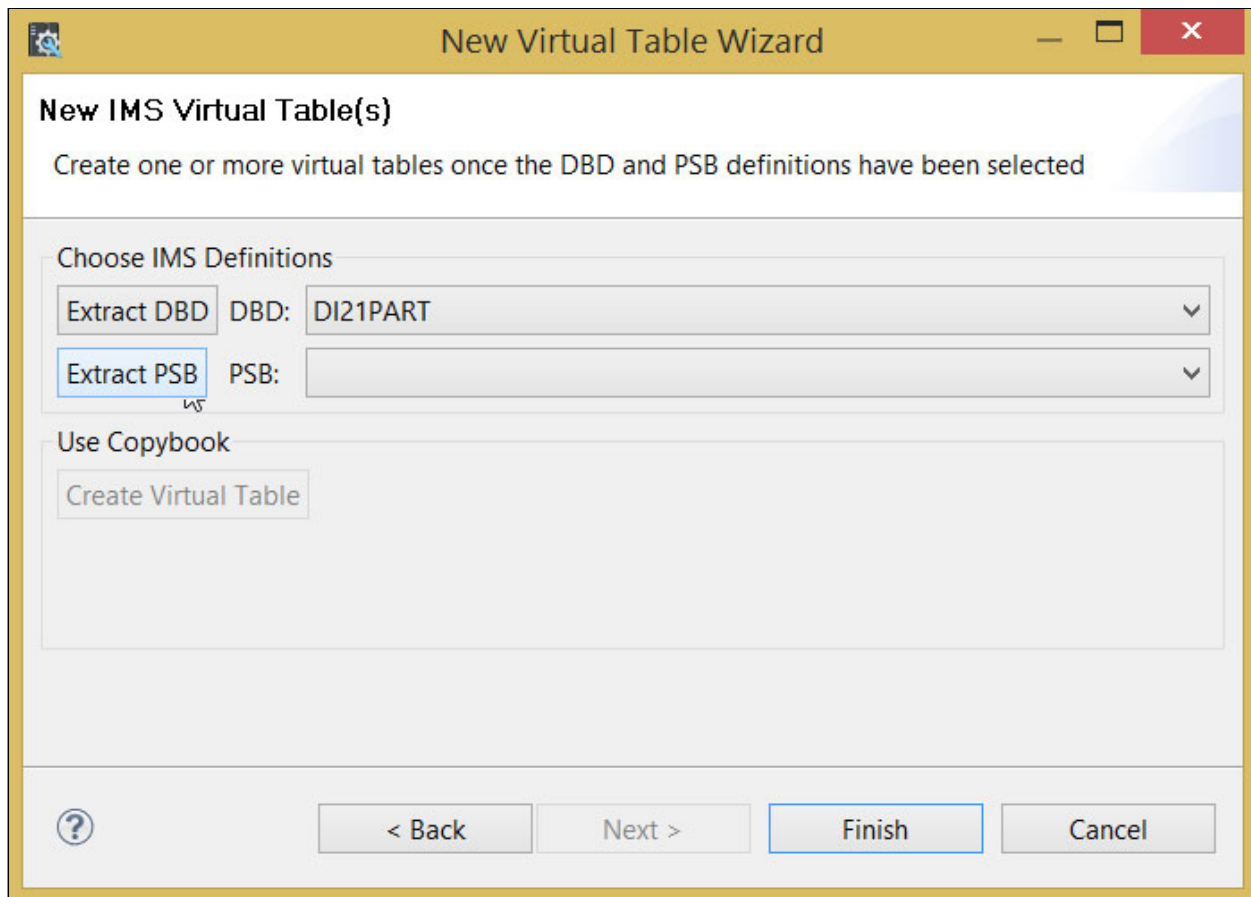 New Virtual Table Wizard
New IMS Virtual Table(s)
Create one or more virtual tables once the DBD and PSB definitions have been selected
Choose IMS Definitions
Extract DBD DBD: DI21PART
Extract PSB PSB:
Use Copybook
Create Virtual Table
? < Back Next > Finish Cancel